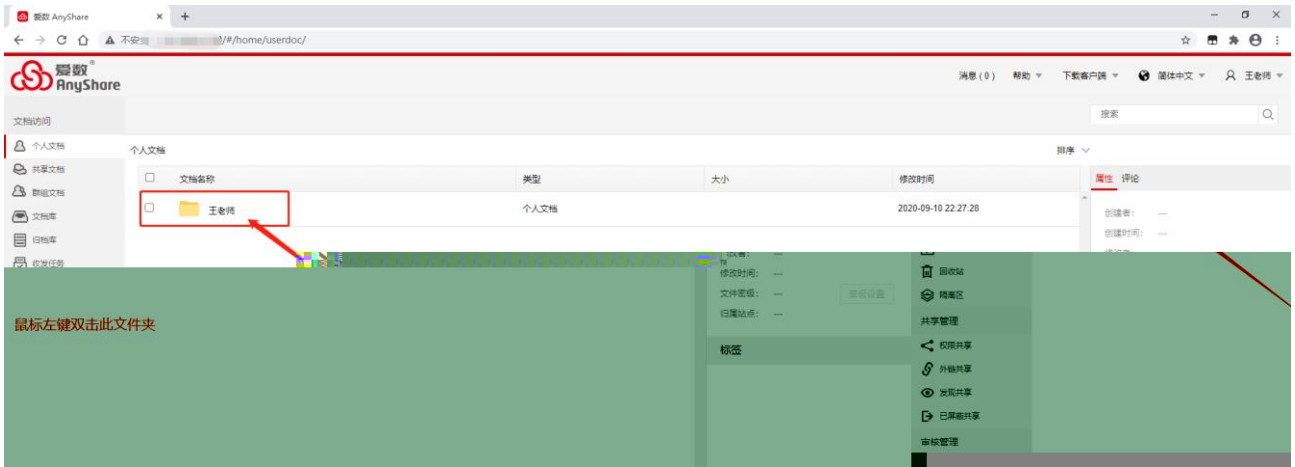 爱数 AnyShare
不安 /#/home/userdoc/
爱数®
AnyShare
消息(0) 帮助 下载客户端 简体中文 王老师
文档访问
搜索
个人文档
共享文档
群组文档
文档库
归档库
收发任务
个人文档
排序
文档名称 类型 大小 修改时间
王老师 个人文档 2020-09-10 22:27:28
属性 评论
创建者: ---
创建时间: ---
修改时间: ---
文件密级: ---
归属站点: ---
标签
回收站
隔离区
共享管理
权限共享
外链共享
发现共享
已屏蔽共享
审核管理
鼠标左键双击此文件夹